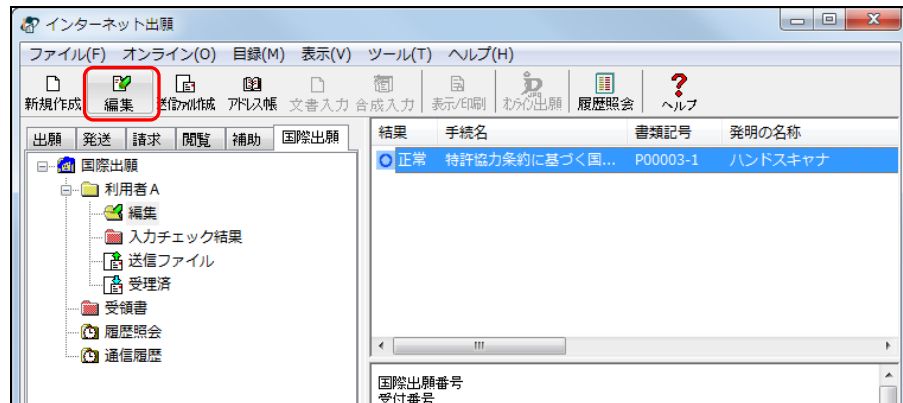 インターネット出願
ファイル(F) オンライン(O) 目録(M) 表示(V) ツール(T) ヘルプ(H)
新規作成 編集 送信ファイル作成 アドレス帳 文書入力 合成入力 表示/印刷 オンライン出願 履歴照会 ヘルプ
出願 発送 請求 閲覧 補助 国際出願
国際出願
利用者A
編集
入力チェック結果
送信ファイル
受理済
受領書
履歴照会
通信履歴
結果 手続名 書類記号 発明の名称
正常 特許協力条約に基づく国... P00003-1 ハンドスキャナ
国際出願番号
受付番号